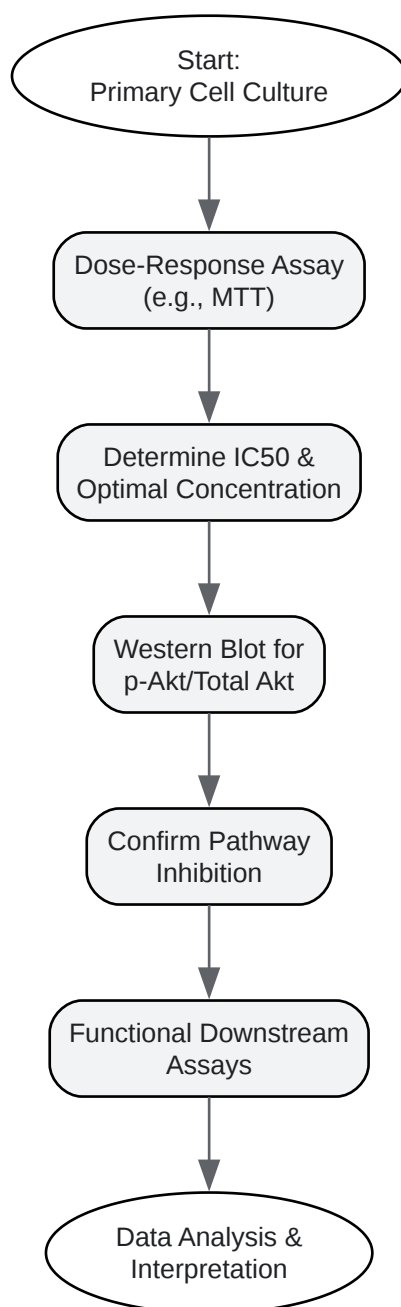 Start:
Primary Cell Culture
Dose-Response Assay
(e.g., MTT)
Determine IC50 &
Optimal Concentration
Western Blot for
p-Akt/Total Akt
Confirm Pathway
Inhibition
Functional Downstream
Assays
Data Analysis &
Interpretation